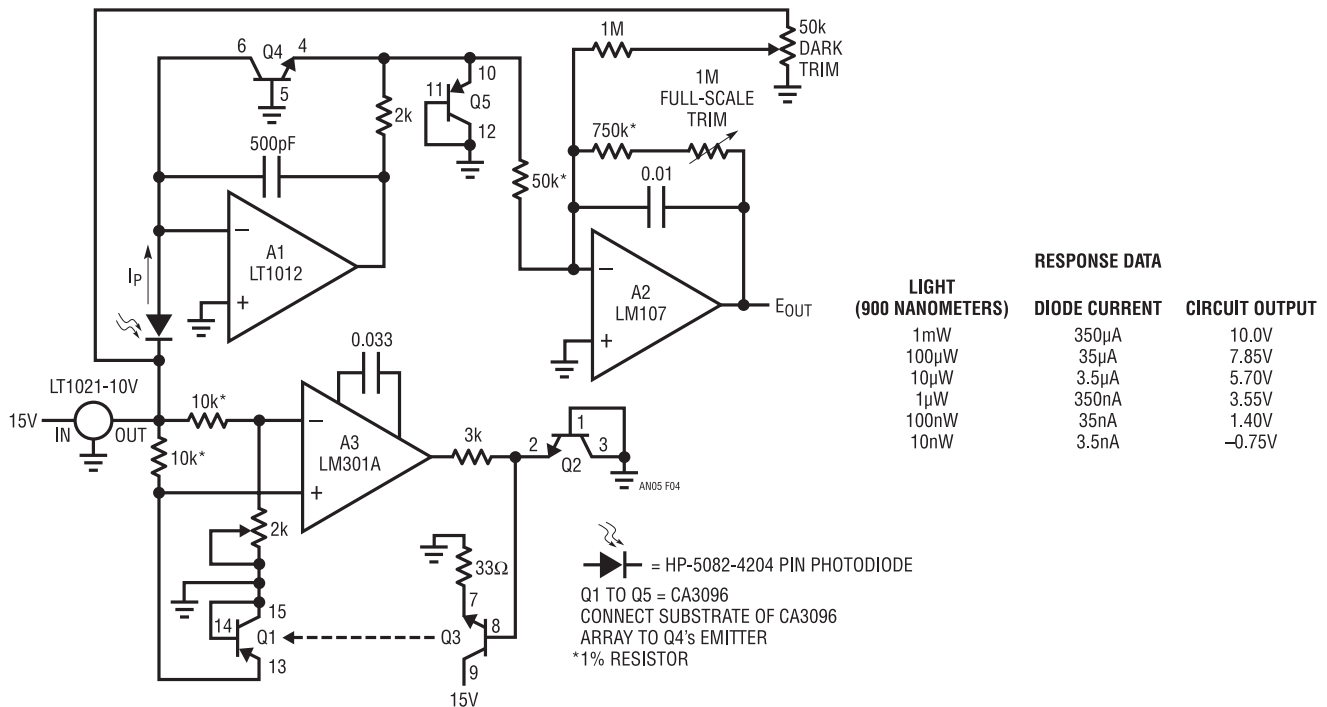 6 Q4 4
5
2k
500pF
10
11 Q5
12
1M
50k
DARK
TRIM
1M
FULL-SCALE
TRIM
750k*
50k*
0.01
–
A1
LT1012
+
IP
–
A2
LM107
+
EOUT
LT1021-10V
15V
IN OUT
10k*
10k*
0.033
–
A3
LM301A
+
3k
1
2 3
Q2
AN05 F04
2k
33Ω
7
15
14 Q1 Q3 8
13 9
15V
= HP-5082-4204 PIN PHOTODIODE
Q1 TO Q5 = CA3096
CONNECT SUBSTRATE OF CA3096
ARRAY TO Q4's EMITTER
*1% RESISTOR
RESPONSE DATA
LIGHT
(900 NANOMETERS) DIODE CURRENT CIRCUIT OUTPUT
1mW 350µA 10.0V
100µW 35µA 7.85V
10µW 3.5µA 5.70V
1µW 350nA 3.55V
100nW 35nA 1.40V
10nW 3.5nA –0.75V